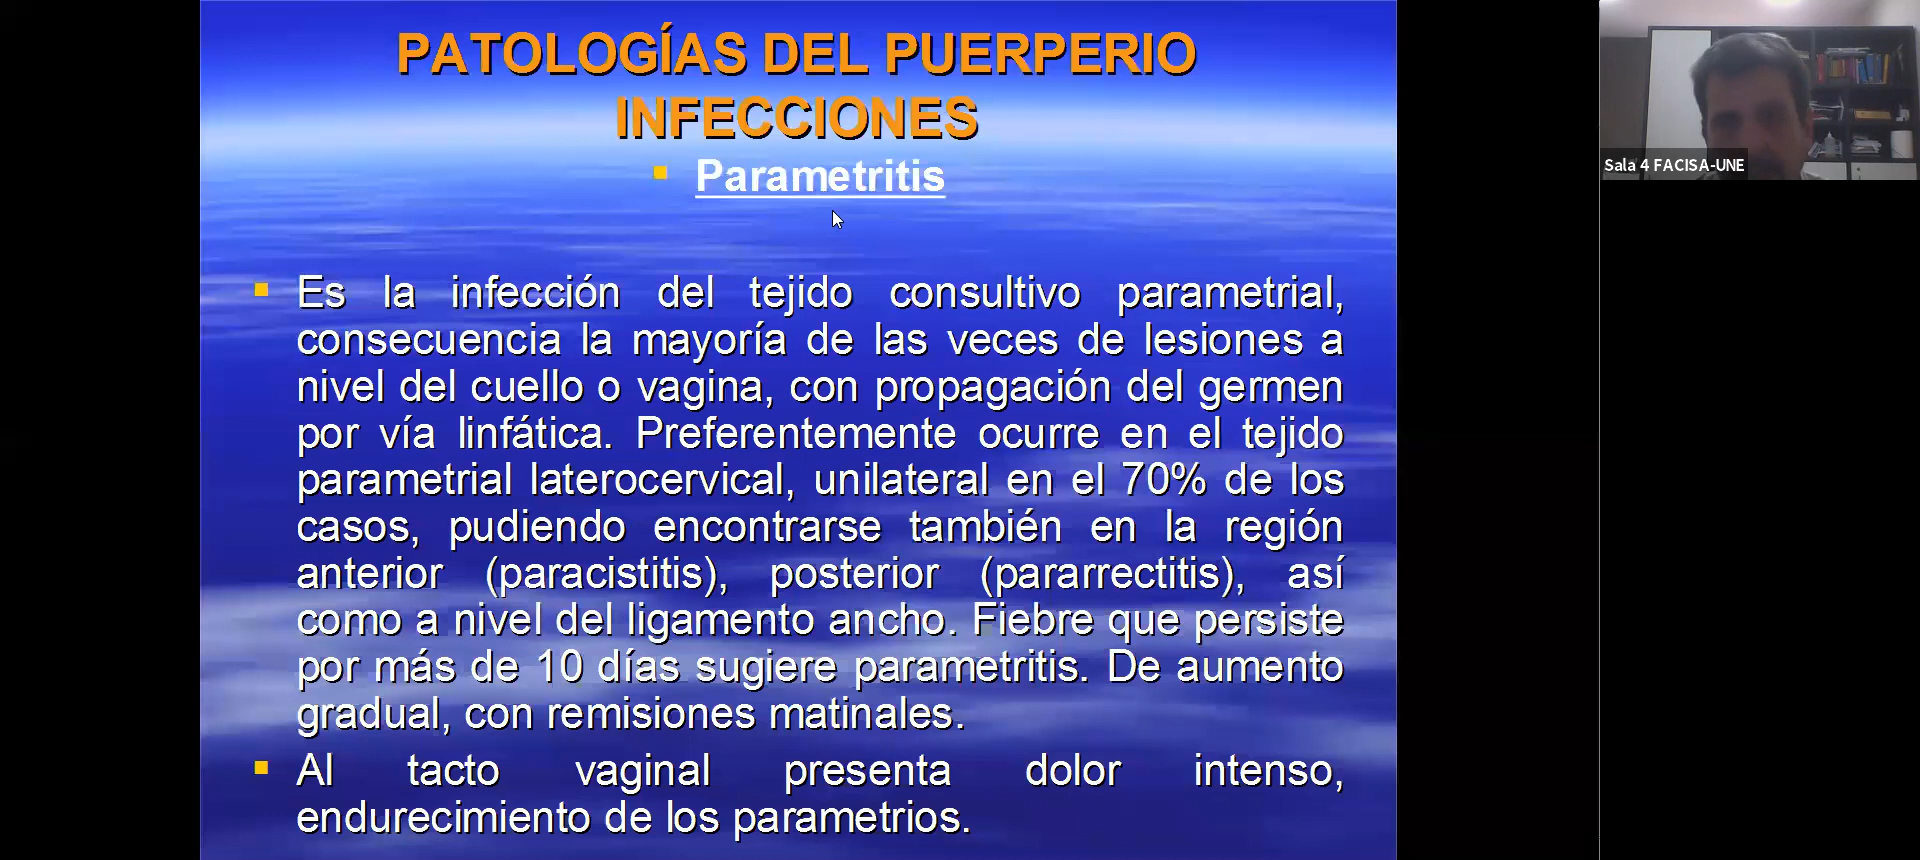 PATOLOGÍAS DEL PUERPERIO
INFECCIONES
Parametritis
Es la infección del tejido consultivo parametrial,
consecuencia la mayoría de las veces de lesiones a
nivel del cuello o vagina, con propagación del germen
por vía linfática. Preferentemente ocurre en el tejido
parametrial laterocervical, unilateral en el 70% de los
casos, pudiendo encontrarse también en la región
anterior (paracistitis), posterior (pararrectitis), así
como a nivel del ligamento ancho. Fiebre que persiste
por más de 10 días sugiere parametritis. De aumento
gradual, con remisiones matinales.
Al tacto vaginal presenta dolor intenso,
endurecimiento de los parametrios.
Sala 4 FACISA-UNE